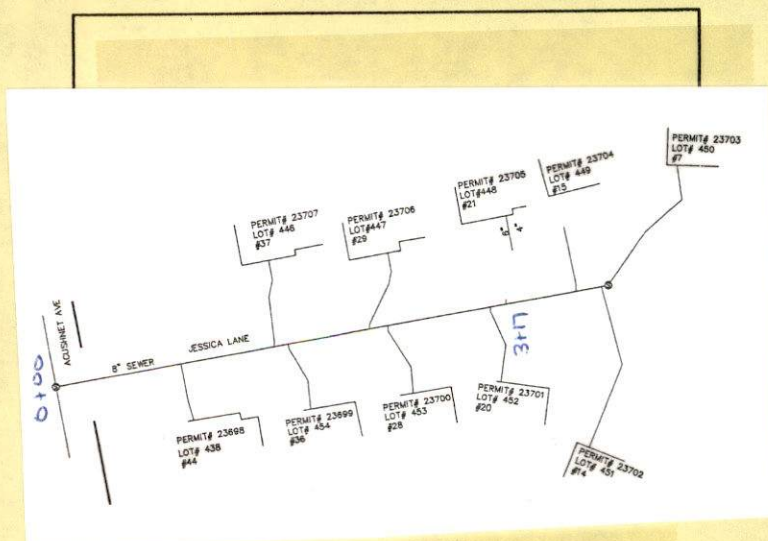 PERMIT# 23703
LOT# 450
#7
PERMIT# 23704
LOT# 449
#15
PERMIT# 23705
LOT#448
#21
6"
4"
PERMIT# 23706
LOT#447
#29
PERMIT# 23707
LOT# 446
#37
ACUSHNET AVE
0+00
8" SEWER
JESSICA LANE
3+17
PERMIT# 23698
LOT# 438
#44
PERMIT# 23699
LOT# 454
#36
PERMIT# 23700
LOT# 453
#28
PERMIT# 23701
LOT# 452
#20
PERMIT# 23702
LOT# 451
#14